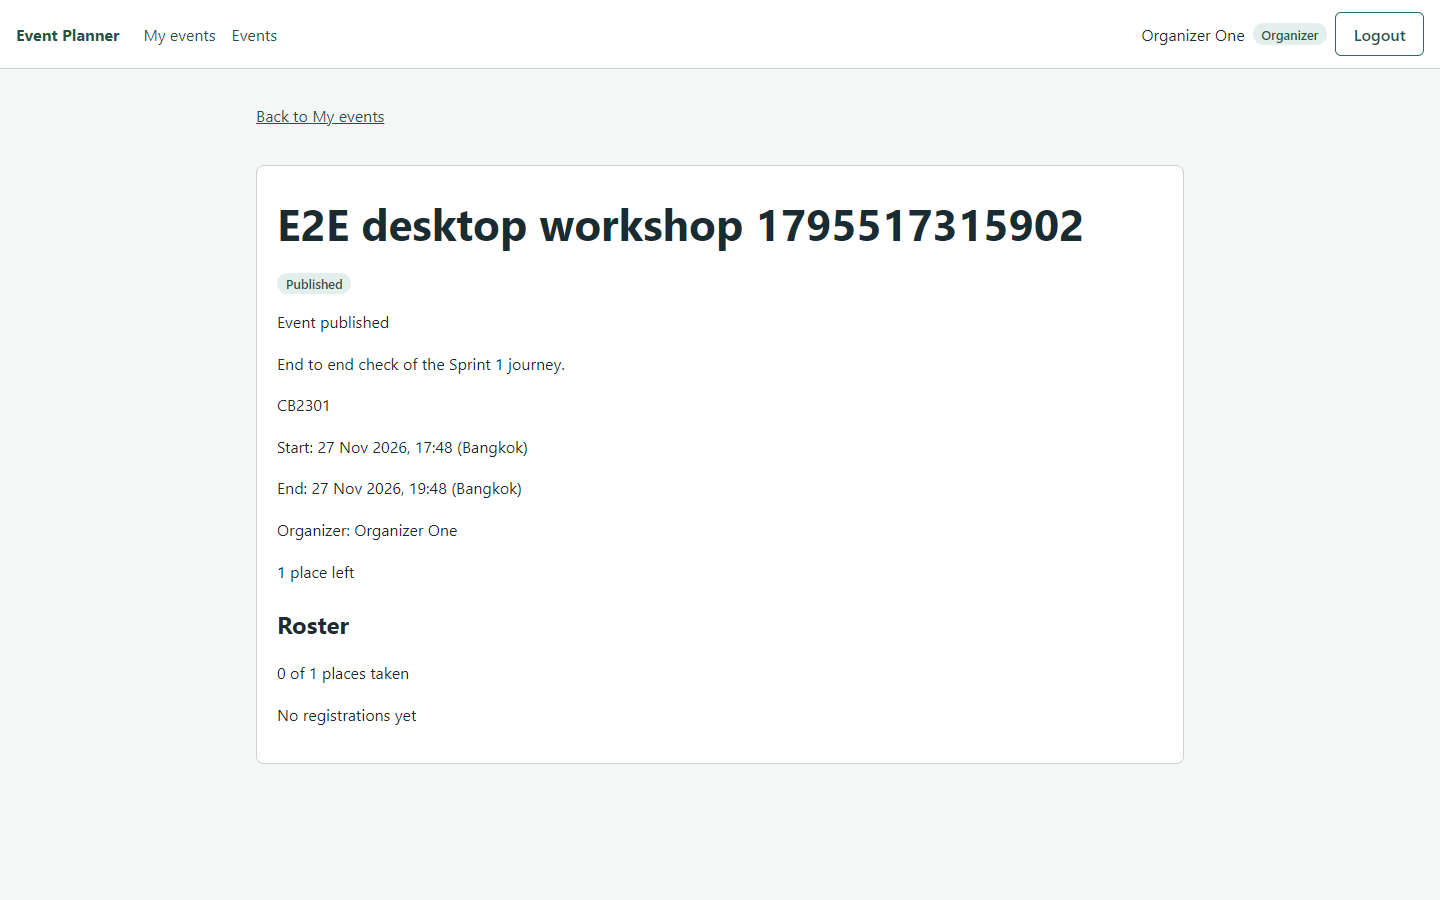 Event Planner My events Events Organizer One Organizer Logout
Back to My events
E2E desktop workshop 1795517315902
Published
Event published
End to end check of the Sprint 1 journey.
CB2301
Start: 27 Nov 2026, 17:48 (Bangkok)
End: 27 Nov 2026, 19:48 (Bangkok)
Organizer: Organizer One
1 place left
Roster
0 of 1 places taken
No registrations yet